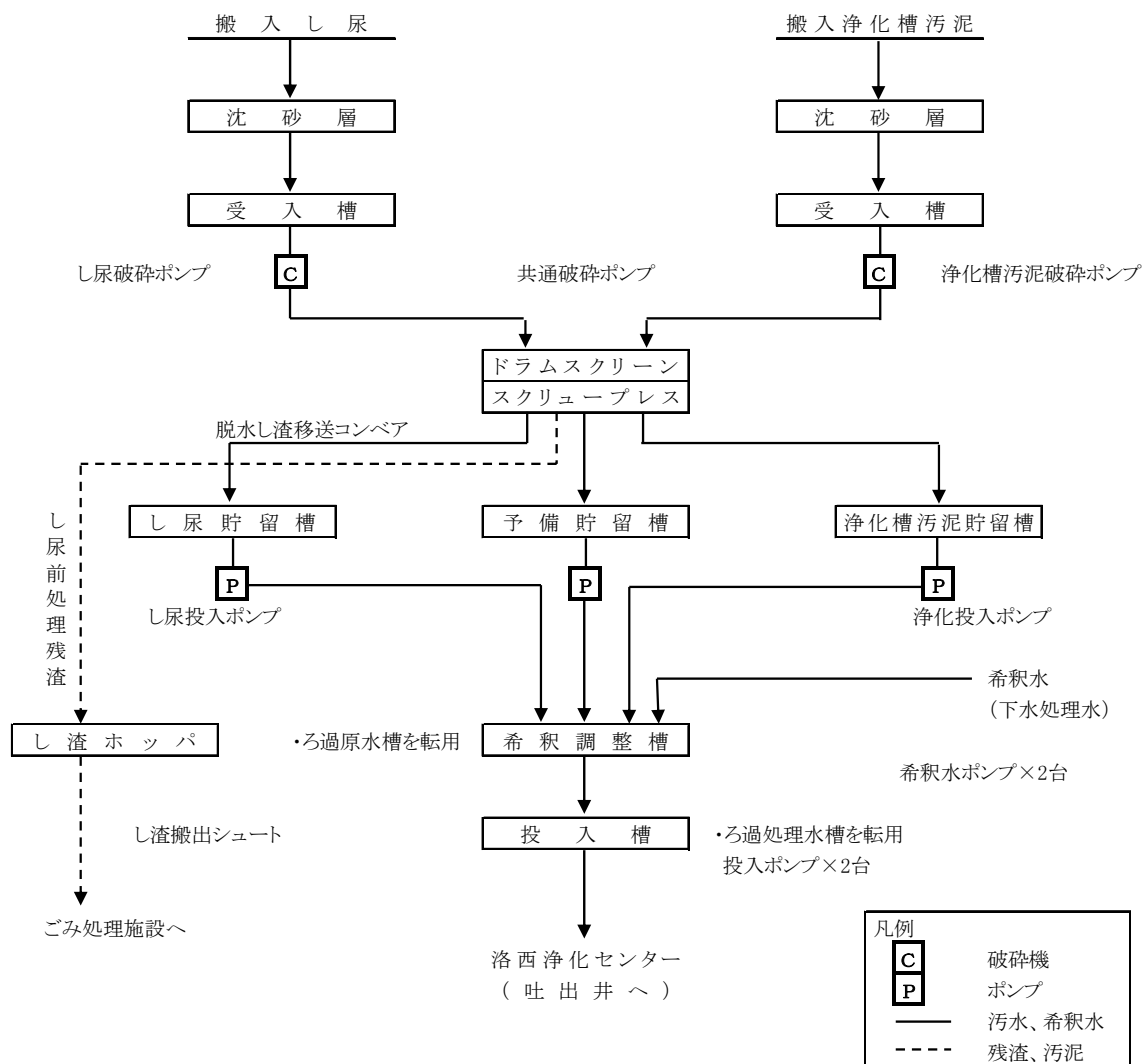 搬入し尿
搬入浄化槽汚泥
沈砂層
沈砂層
受入槽
受入槽
し尿破砕ポンプ
C
共通破砕ポンプ
C
浄化槽汚泥破砕ポンプ
ドラムスクリーン
スクリュープレス
脱水し渣移送コンベア
し尿貯留槽
予備貯留槽
浄化槽汚泥貯留槽
し尿前処理残渣
P
P
P
し尿投入ポンプ
浄化投入ポンプ
希釈水
(下水処理水)
し渣ホッパ
・ろ過原水槽を転用
希釈調整槽
希釈水ポンプ×2台
し渣搬出シュート
投入槽
・ろ過処理水槽を転用
投入ポンプ×2台
ごみ処理施設へ
洛西浄化センター
(吐出井へ)
凡例
C 破砕機
P ポンプ
汚水、希釈水
残渣、汚泥